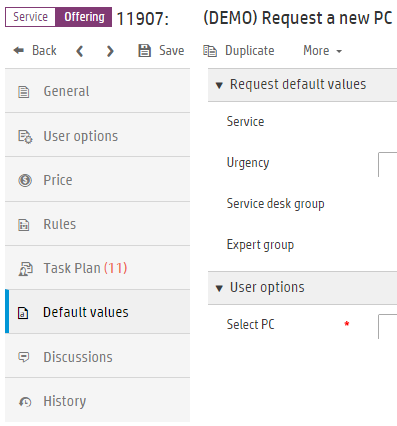 Service Offering 11907: (DEMO) Request a new PC
Back Save Duplicate More
General
User options
Price
Rules
Task Plan (11)
Default values
Discussions
History
Request default values
Service
Urgency
Service desk group
Expert group
User options
Select PC *